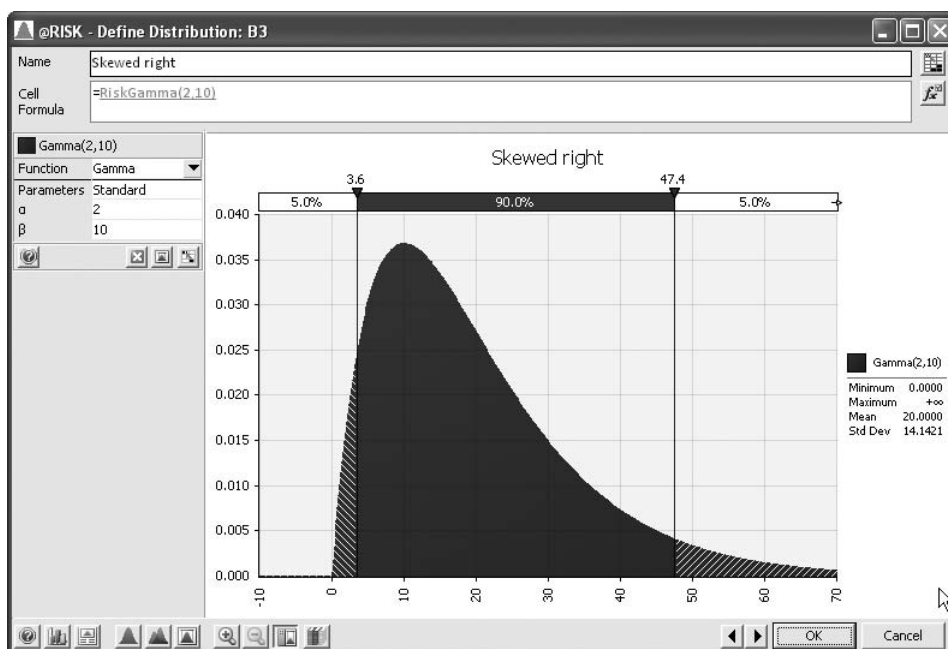 @RISK - Define Distribution: B3
Name Skewed right
Cell Formula =RiskGamma(2,10)
Gamma(2,10)
Function Gamma
Parameters Standard
α 2
β 10
Skewed right
3.6 47.4
5.0% 90.0% 5.0%
0.040
0.035
0.030
0.025
0.020
0.015
0.010
0.005
0.000
-10 0 10 20 30 40 50 60 70
Gamma(2,10)
Minimum 0.0000
Maximum +∞
Mean 20.0000
Std Dev 14.1421
OK Cancel